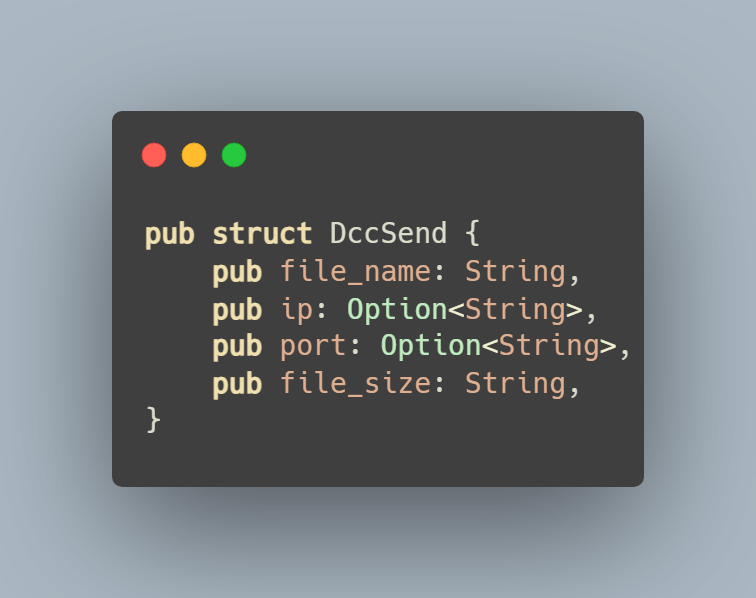 pub struct DccSend {
    pub file_name: String,
    pub ip: Option<String>,
    pub port: Option<String>,
    pub file_size: String,
}